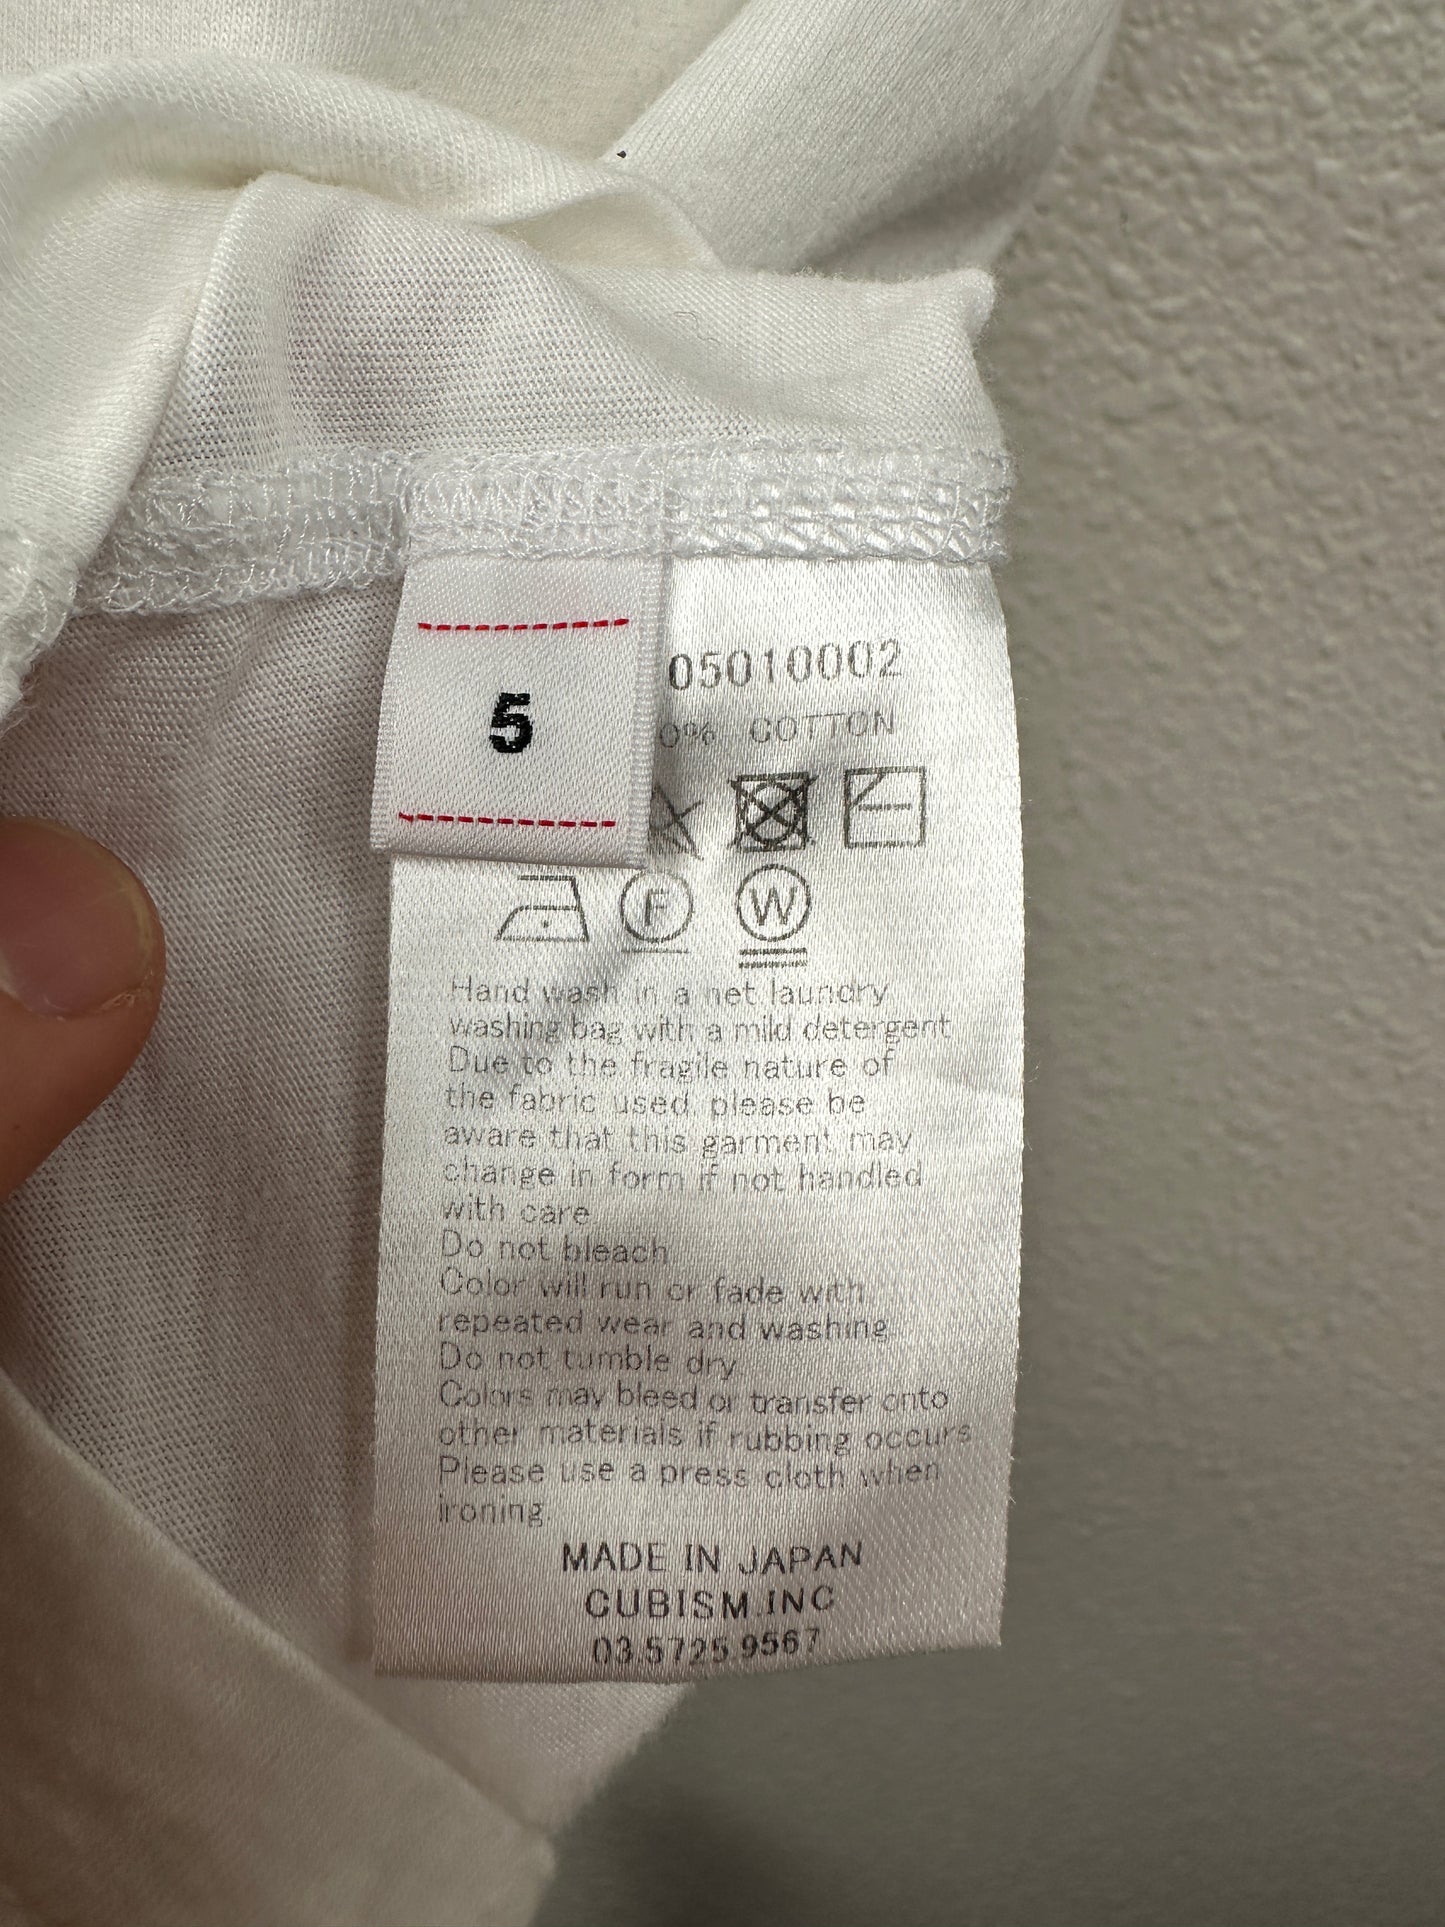 5
05010002
0% COTTON
F W
Hand wash in a net laundry
washing bag with a mild detergent
Due to the fragile nature of
the fabric used please be
aware that this garment may
change in form if not handled
with care
Do not bleach
Color will run or fade with
repeated wear and washing
Do not tumble dry
Colors may bleed or transfer onto
other materials if rubbing occurs
Please use a press cloth when
ironing.
MADE IN JAPAN
CUBISM.INC
03.5725.9567